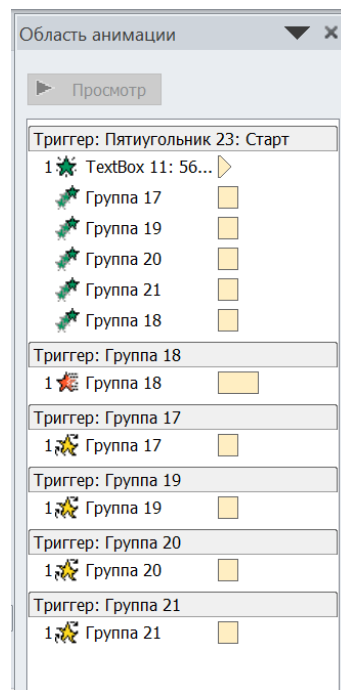 Область анимации
Просмотр
Триггер: Пятиугольник 23: Старт
1 TextBox 11: 56...
Группа 17
Группа 19
Группа 20
Группа 21
Группа 18
Триггер: Группа 18
1 Группа 18
Триггер: Группа 17
1 Группа 17
Триггер: Группа 19
1 Группа 19
Триггер: Группа 20
1 Группа 20
Триггер: Группа 21
1 Группа 21